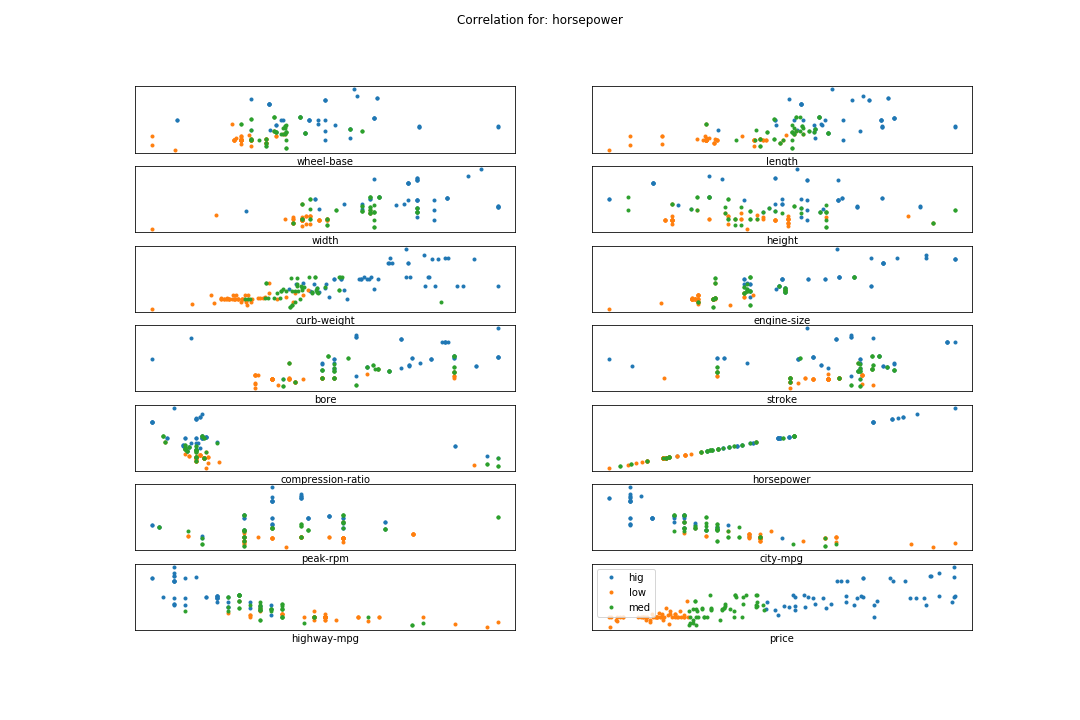 Correlation for: horsepower
wheel-base
length
width
height
curb-weight
engine-size
bore
stroke
compression-ratio
horsepower
peak-rpm
city-mpg
highway-mpg
hig
low
med
price